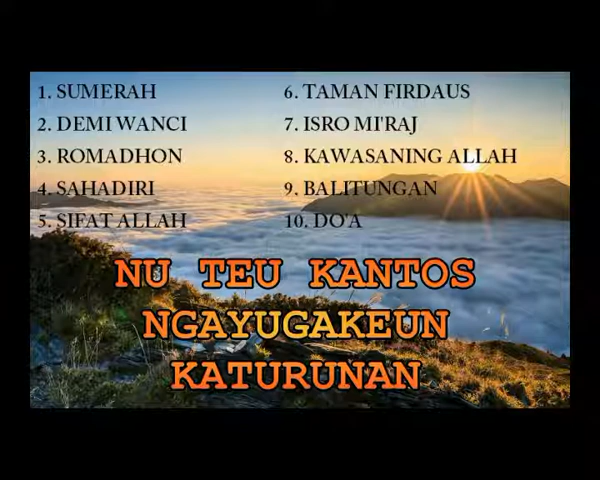 1. SUMERAH
2. DEMI WANCI
3. ROMADHON
4. SAHADIRI
5. SIFAT ALLAH
6. TAMAN FIRDAUS
7. ISRO MI'RAJ
8. KAWASANING ALLAH
9. BALITUNGAN
10. DO'A
NU TEU KANTOS
NGAYUGAKEUN
KATURUNAN